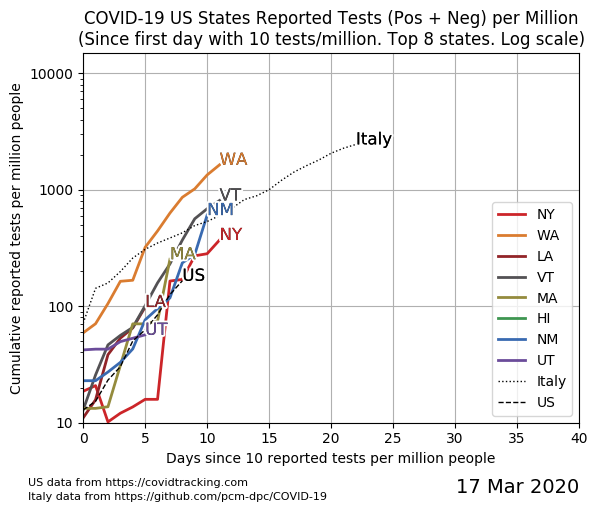 COVID-19 US States Reported Tests (Pos + Neg) per Million
(Since first day with 10 tests/million. Top 8 states. Log scale)
Cumulative reported tests per million people
10000
1000
100
10
Italy
WA
VT
NM
NY
MA
US
LA
UT
NY
WA
LA
VT
MA
HI
NM
UT
Italy
US
0 5 10 15 20 25 30 35 40
Days since 10 reported tests per million people
US data from https://covidtracking.com
Italy data from https://github.com/pcm-dpc/COVID-19
17 Mar 2020